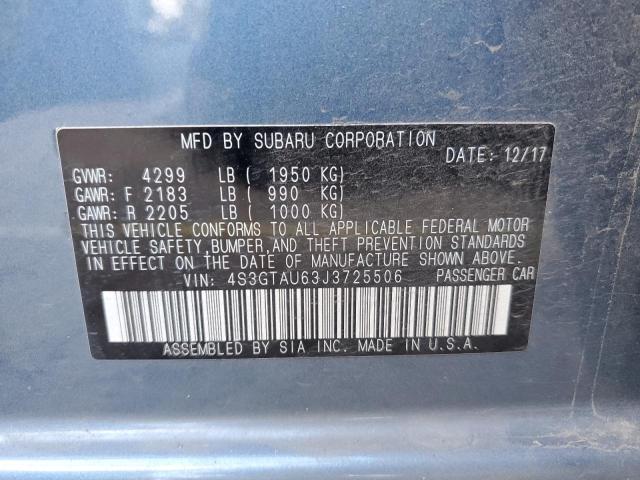 MFD BY SUBARU CORPORATION
DATE: 12/17
GVWR: 4299 LB ( 1950 KG)
GAWR: F 2183 LB ( 990 KG)
GAWR: R 2205 LB ( 1000 KG)
THIS VEHICLE CONFORMS TO ALL APPLICABLE FEDERAL MOTOR
VEHICLE SAFETY, BUMPER, AND THEFT PREVENTION STANDARDS
IN EFFECT ON THE DATE OF MANUFACTURE SHOWN ABOVE.
VIN: 4S3GTAU63J3725506 PASSENGER CAR
ASSEMBLED BY SIA INC. MADE IN U.S.A.